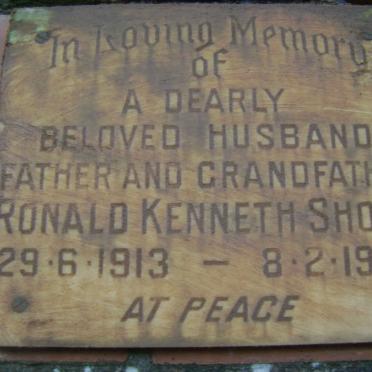 In Loving Memory
of
A DEARLY
BELOVED HUSBAND
FATHER AND GRANDFATH
RONALD KENNETH SHO
29·6·1913 — 8·2·19
AT PEACE